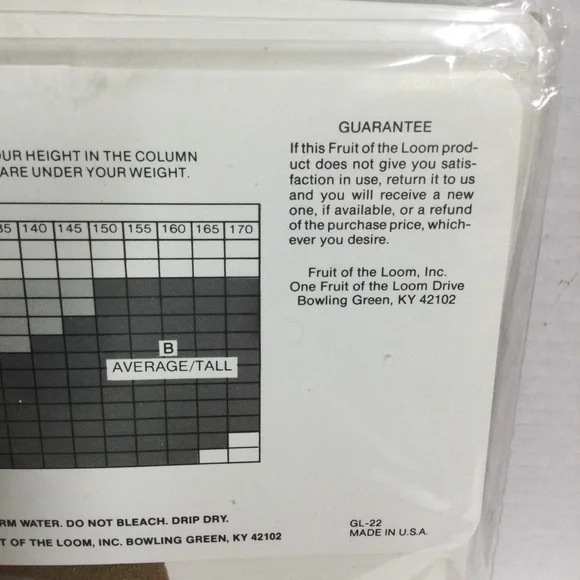 GUARANTEE
If this Fruit of the Loom prod-
uct does not give you satis-
faction in use, return it to us
and you will receive a new
one, if available, or a refund
of the purchase price, which-
ever you desire.
Fruit of the Loom, Inc.
One Fruit of the Loom Drive
Bowling Green, KY 42102
OUR HEIGHT IN THE COLUMN
ARE UNDER YOUR WEIGHT.
35 140 145 150 155 160 165 170
B
AVERAGE/TALL
RM WATER. DO NOT BLEACH. DRIP DRY.
T OF THE LOOM, INC. BOWLING GREEN, KY 42102
GL-22
MADE IN U.S.A.